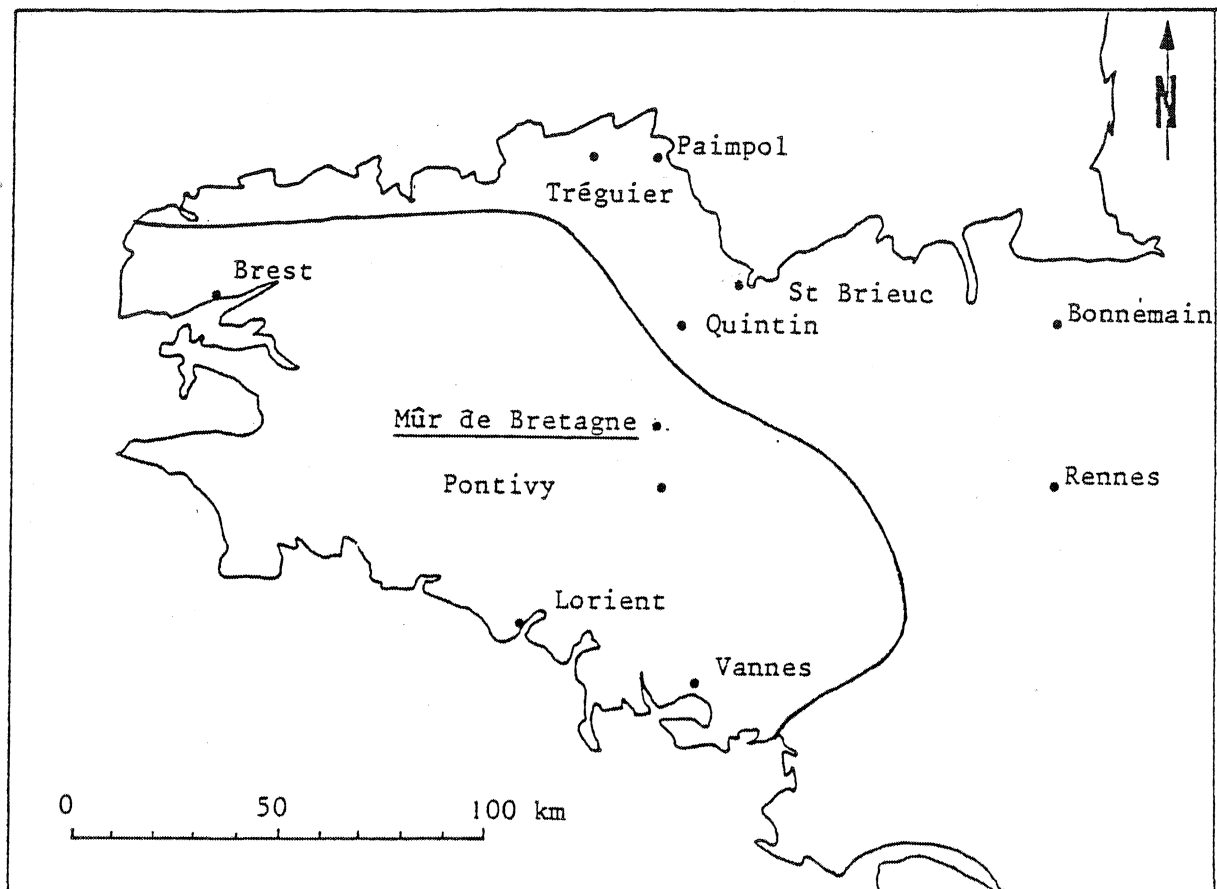 N
Paimpol
Tréguier
Brest
St Brieuc
Quintin
Bonnemain
Mûr de Bretagne
Pontivy
Rennes
Lorient
Vannes
0 50 100 km